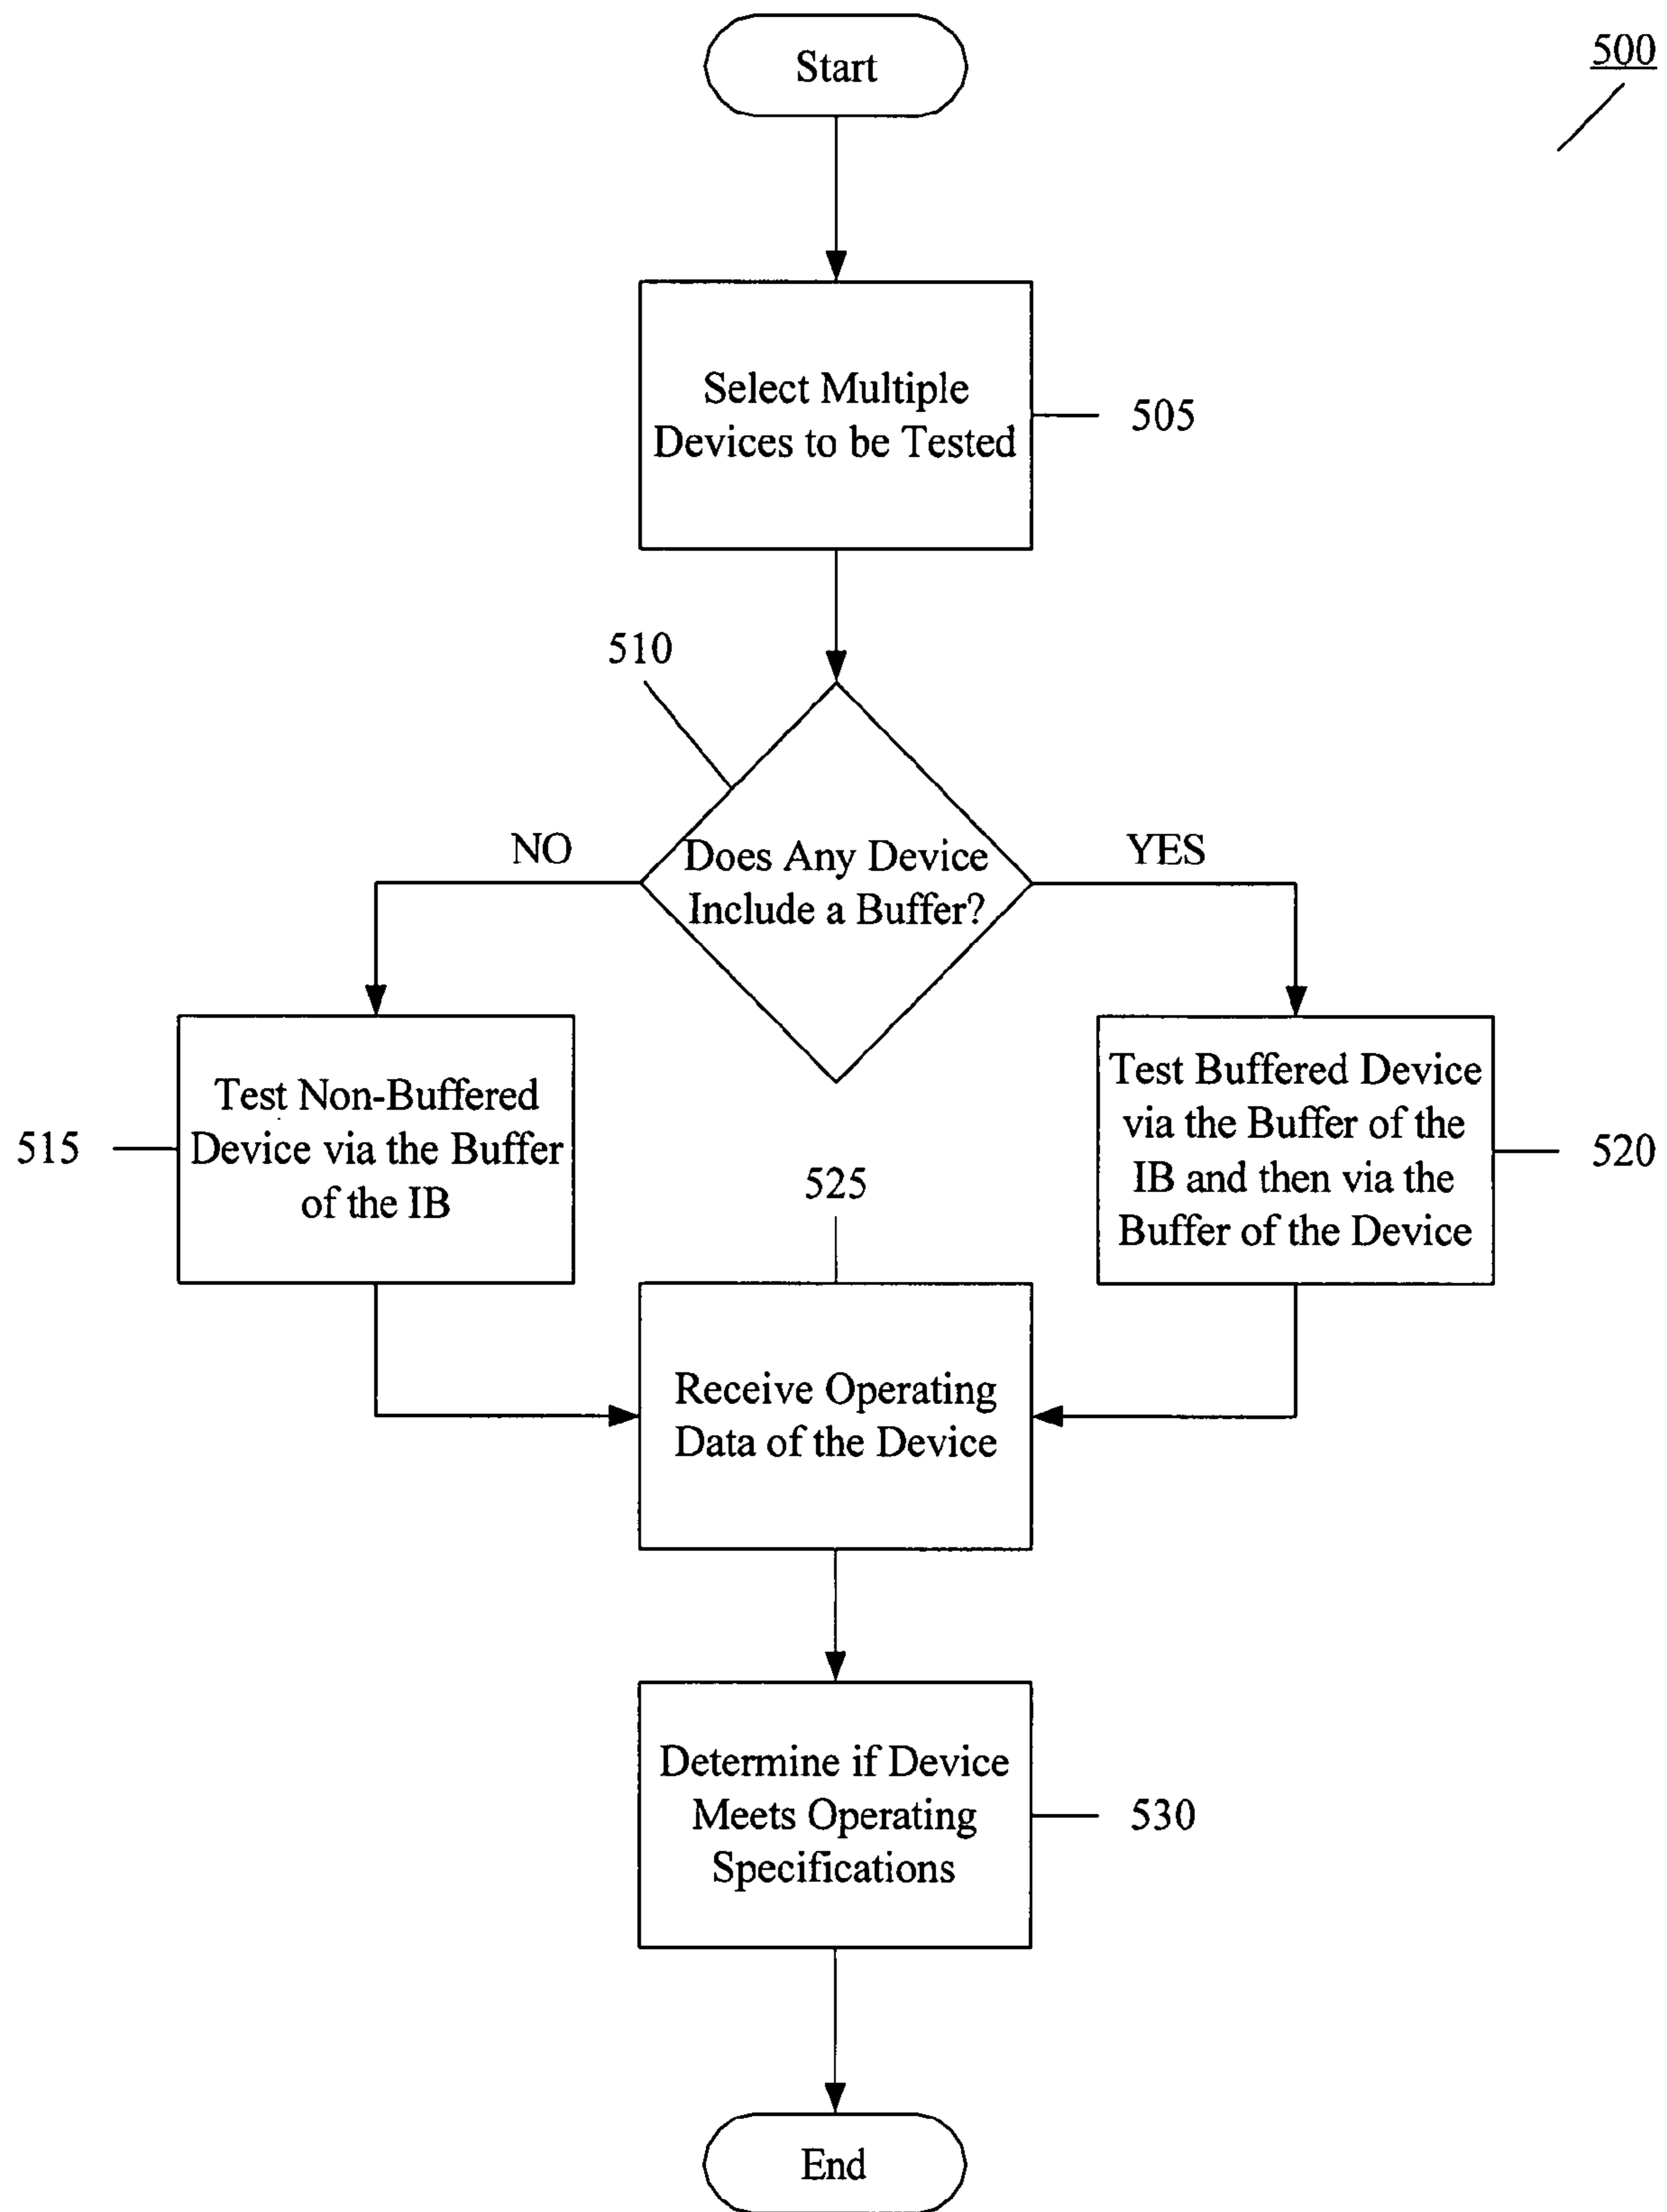 Start
500
Select Multiple
Devices to be Tested
505
510
NO
YES
Does Any Device
Include a Buffer?
Test Non-Buffered
Device via the Buffer
of the IB
515
Test Buffered Device
via the Buffer of the
IB and then via the
Buffer of the Device
520
525
Receive Operating
Data of the Device
Determine if Device
Meets Operating
Specifications
530
End